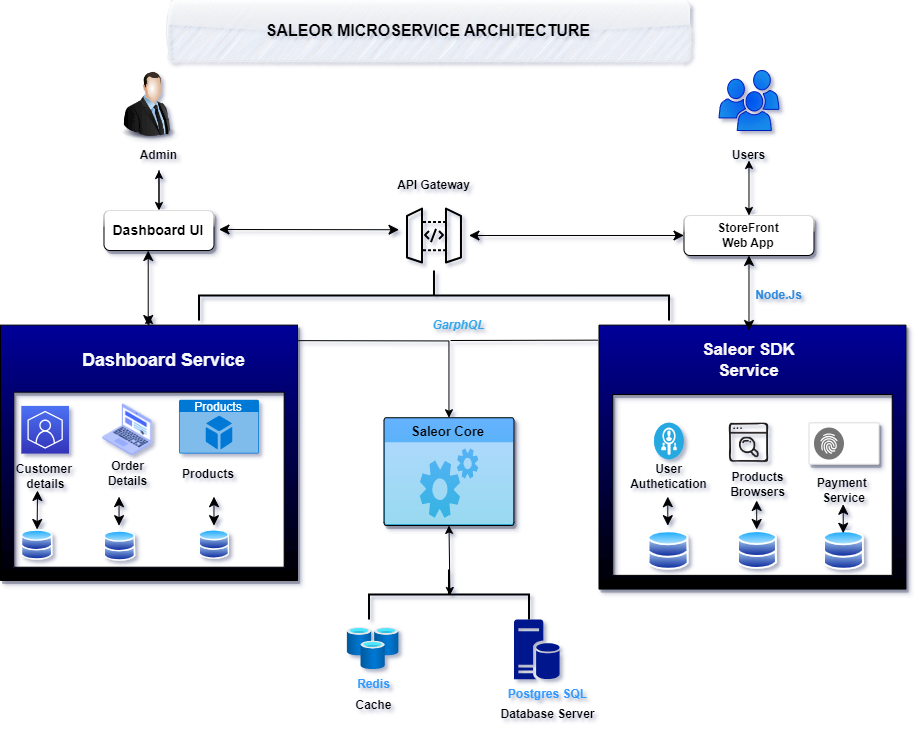 SALEOR MICROSERVICE ARCHITECTURE
Admin
Users
API Gateway
Dashboard UI
</>
StoreFront
Web App
Node.Js
GarphQL
Dashboard Service
Saleor SDK
Service
Products
Customer
details
Order
Details
Products
Saleor Core
User
Authetication
Products
Browsers
Payment
Service
Redis
Cache
Postgres SQL
Database Server